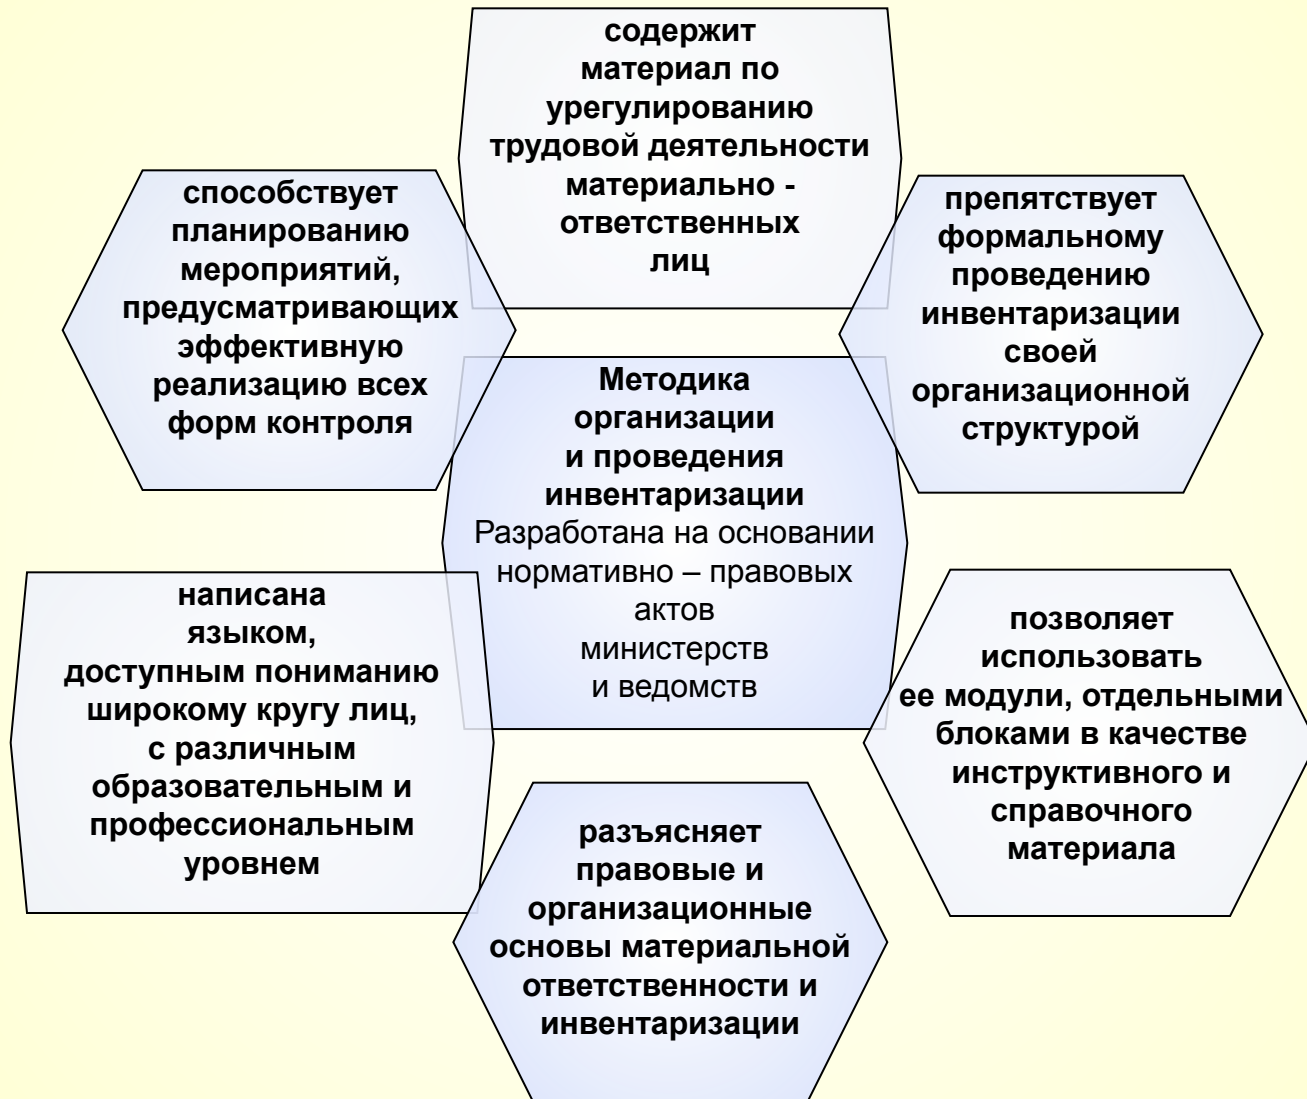 содержит
материал по
урегулированию
трудовой деятельности
материально -
ответственных
лиц
способствует
планированию
мероприятий,
предусматривающих
эффективную
реализацию всех
форм контроля
препятствует
формальному
проведению
инвентаризации
своей
организационной
структурой
Методика
организации
и проведения
инвентаризации
Разработана на основании
нормативно – правовых
актов
министерств
и ведомств
написана
языком,
доступным пониманию
широкому кругу лиц,
с различным
образовательным и
профессиональным
уровнем
позволяет
использовать
ее модули, отдельными
блоками в качестве
инструктивного и
справочного
материала
разъясняет
правовые и
организационные
основы материальной
ответственности и
инвентаризации